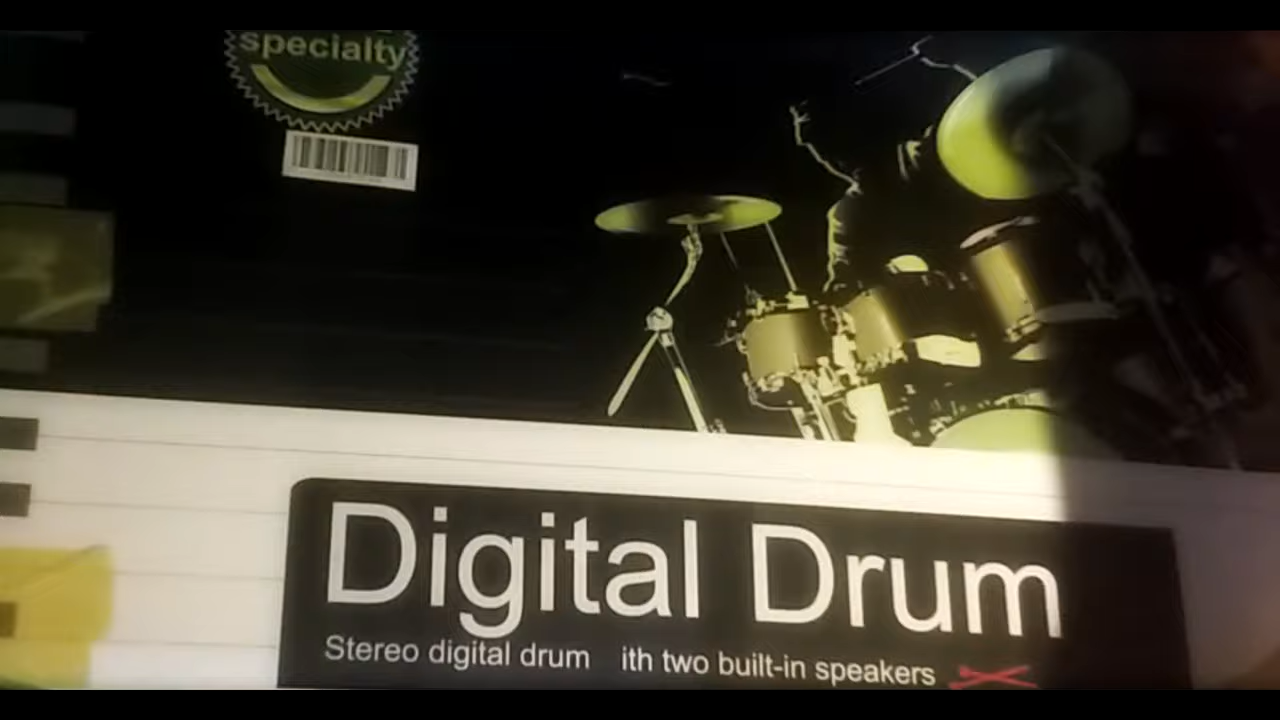 specialty
Digital Drum
Stereo digital drum ith two built-in speakers